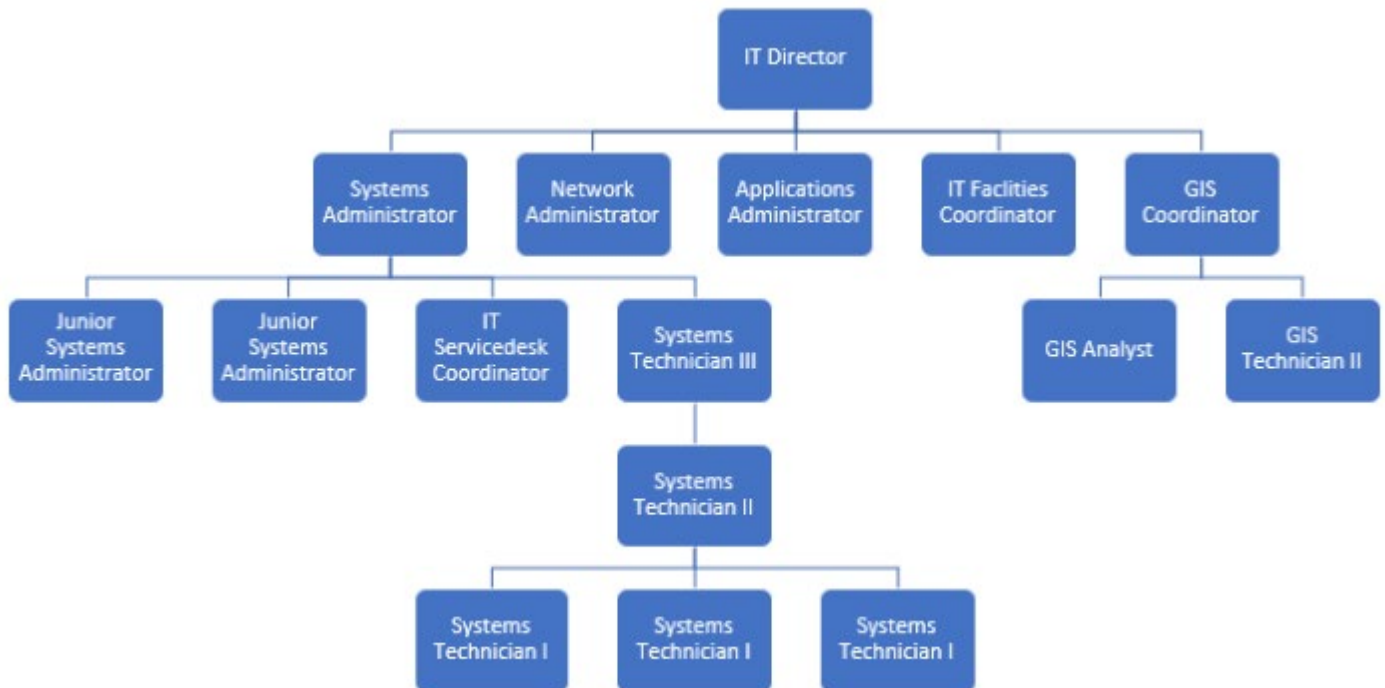 IT Director
Systems
Administrator
Network
Administrator
Applications
Administrator
IT Faclities
Coordinator
GIS
Coordinator
Junior
Systems
Administrator
Junior
Systems
Administrator
IT
Servicedesk
Coordinator
Systems
Technician III
GIS Analyst
GIS
Technician II
Systems
Technician II
Systems
Technician I
Systems
Technician I
Systems
Technician I